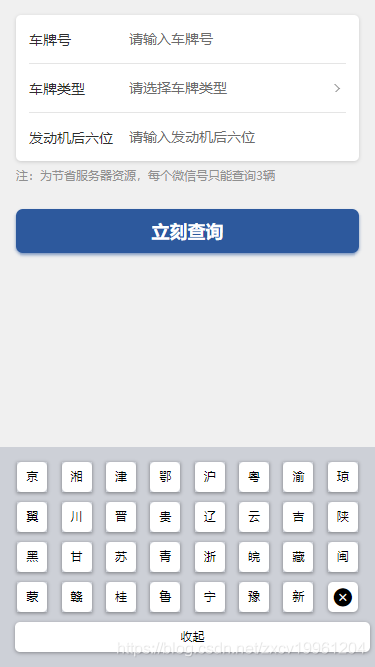 车牌号 请输入车牌号
车牌类型 请选择车牌类型
发动机后六位 请输入发动机后六位
注：为节省服务器资源，每个微信号只能查询3辆
立刻查询
京 湘 津 鄂 沪 粤 渝 琼
翼 川 晋 贵 辽 云 吉 陕
黑 甘 苏 青 浙 皖 藏 闽
蒙 赣 桂 鲁 宁 豫 新
收起
https://blog.csdn.net/zxcv19961204